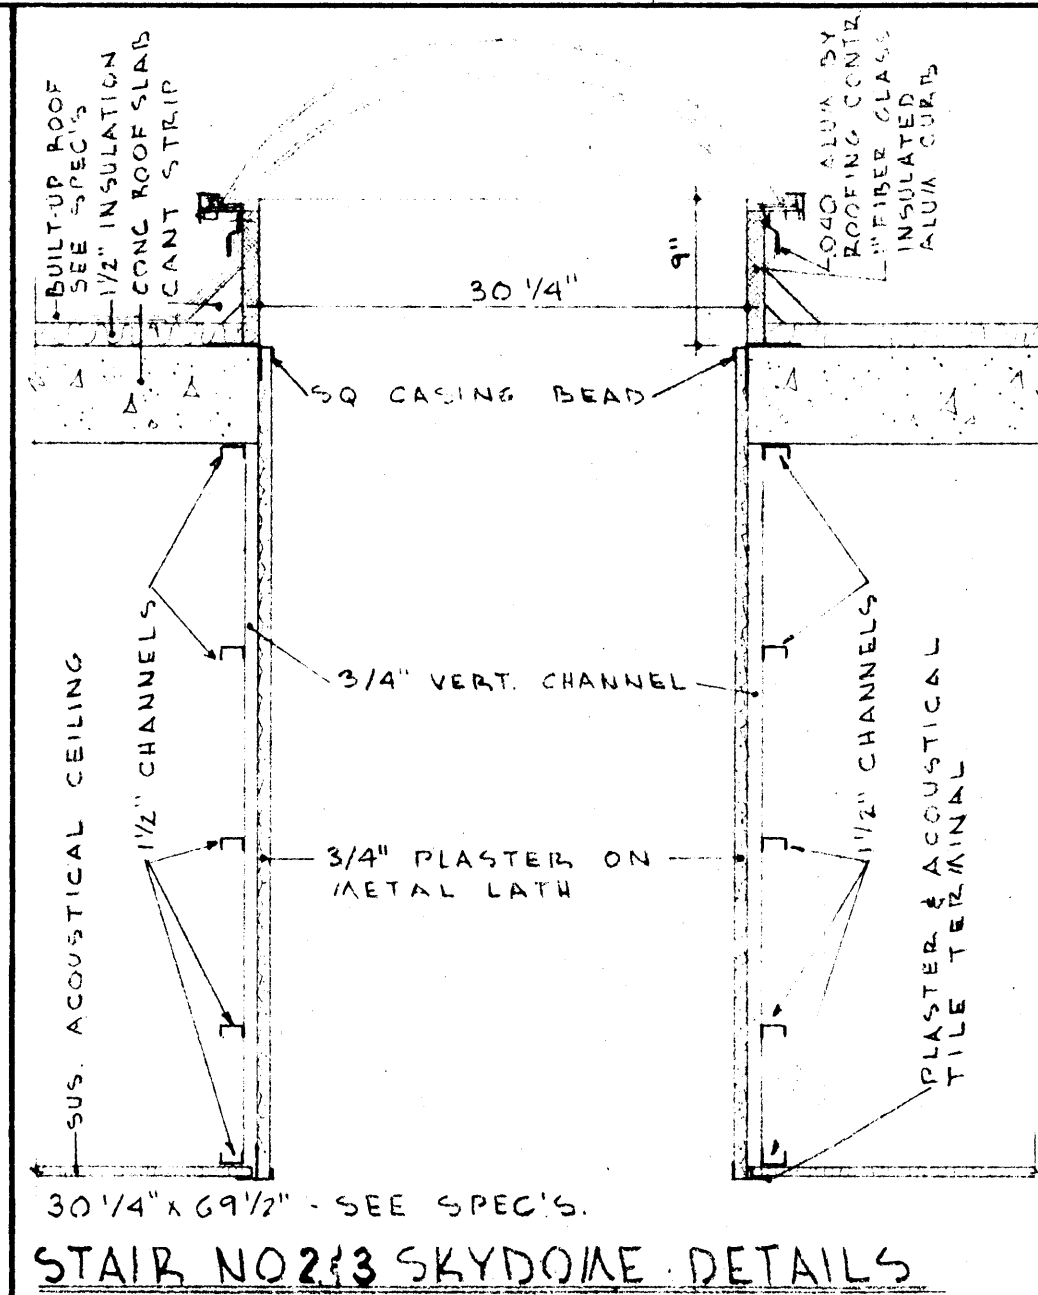 BUILT-UP ROOF
SEE SPEC'S
1 1/2" INSULATION
CONC ROOF SLAB
CANT STRIP
ALUM BY
ROOFING CONTR.
1" FIBER GLASS
INSULATED
ALUM CURB
9"
30 1/4"
SQ CASING BEAD
1 1/2" CHANNELS
3/4" VERT. CHANNEL
1 1/2" CHANNELS
SUS. ACOUSTICAL CEILING
3/4" PLASTER ON
METAL LATH
PLASTER & ACOUSTICAL
TILE TERMINAL
30 1/4" x 69 1/2" - SEE SPEC'S.
STAIR NO 2 & 3 SKYDOME DETAILS